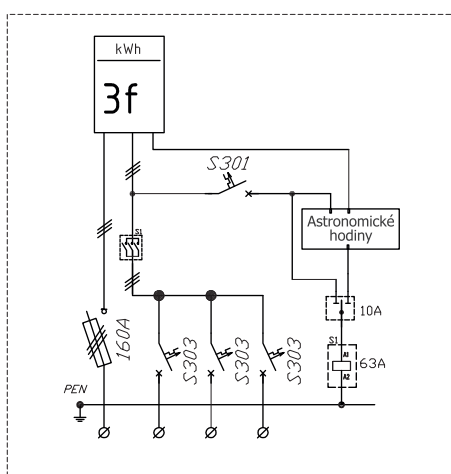 kWh
3f
S301
S1
Astronomické
hodiny
10A
160A
S303
S303
S303
S1
A1
63A
A2
PEN